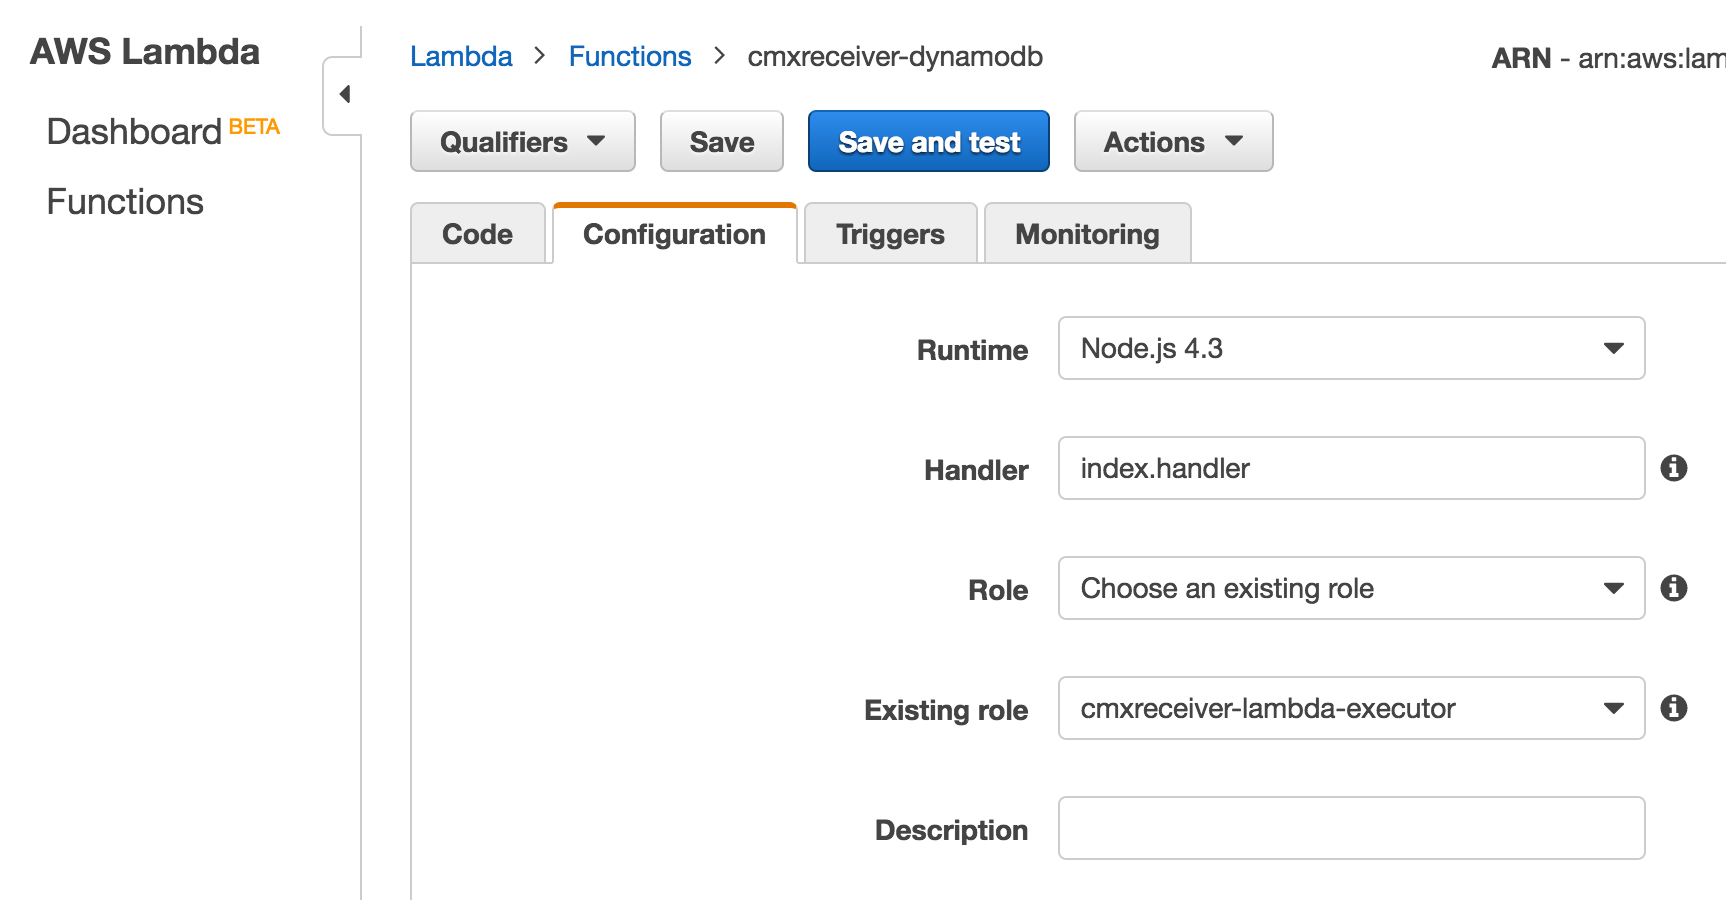 AWS Lambda
Dashboard BETA
Functions
Lambda > Functions > cmxreceiver-dynamodb
ARN - arn:aws:lam
Qualifiers
Save
Save and test
Actions
Code
Configuration
Triggers
Monitoring
Runtime
Node.js 4.3
Handler
index.handler
Role
Choose an existing role
Existing role
cmxreceiver-lambda-executor
Description